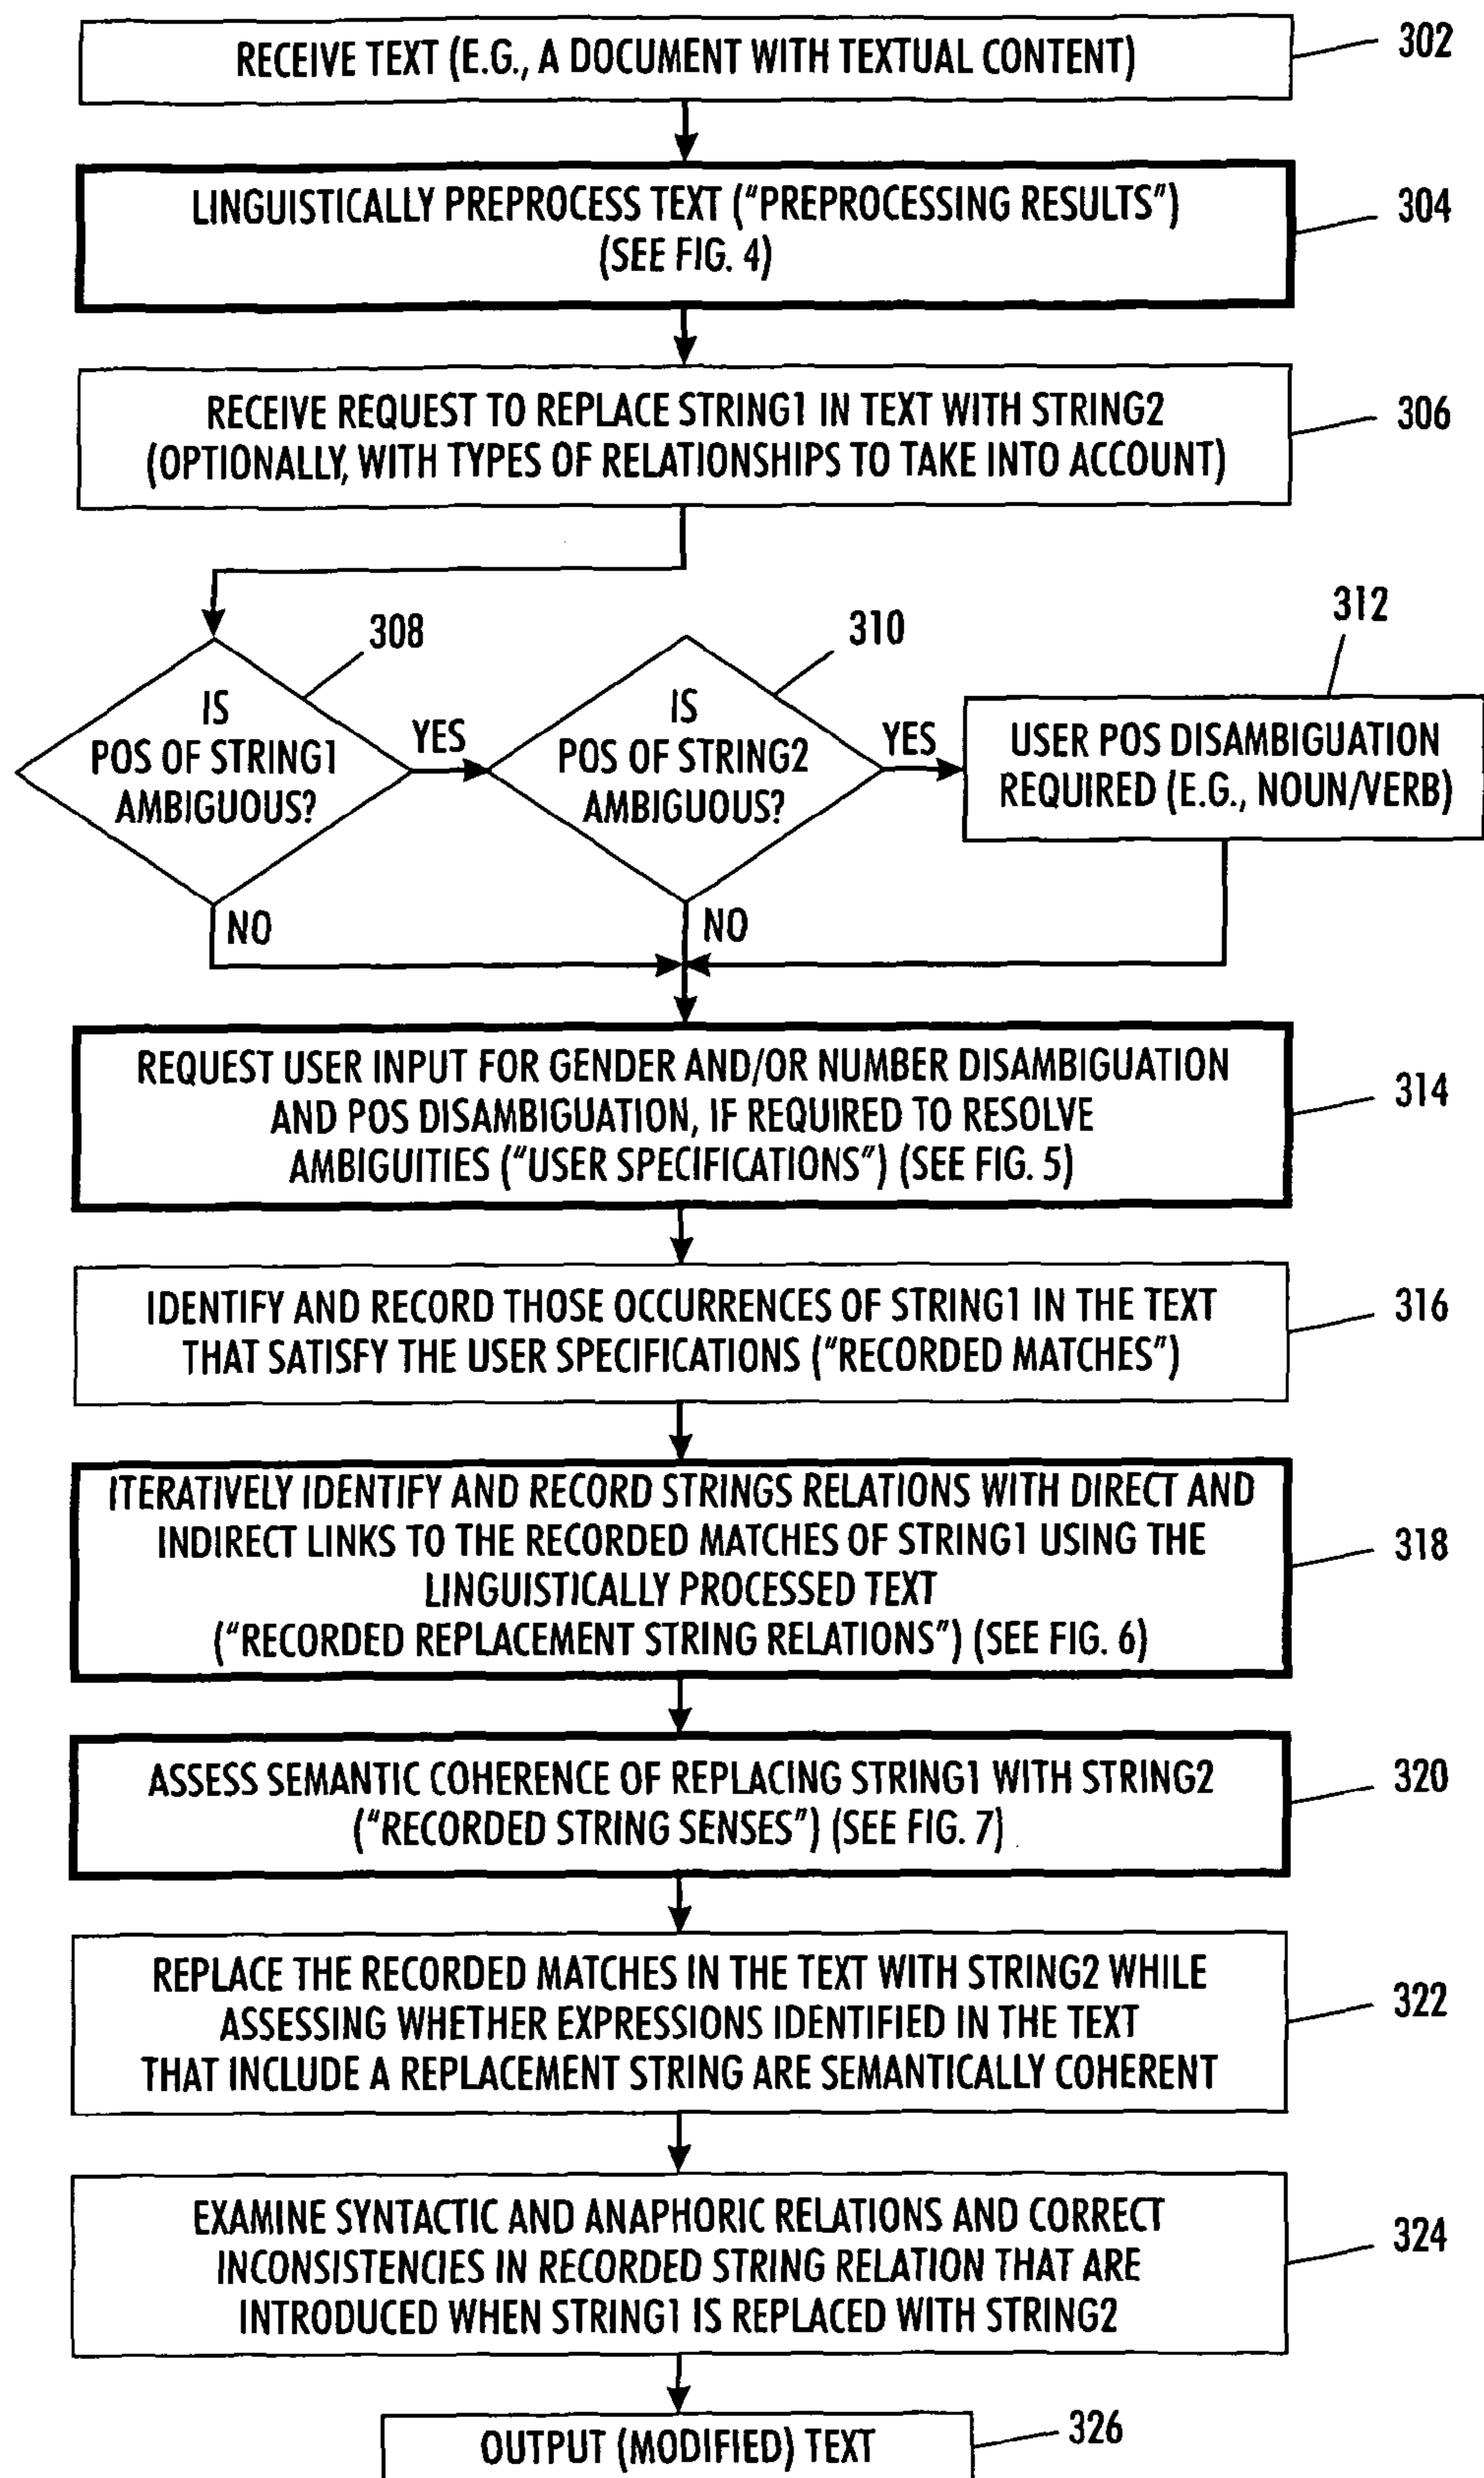 RECEIVE TEXT (E.G., A DOCUMENT WITH TEXTUAL CONTENT)
302
LINGUISTICALLY PREPROCESS TEXT ("PREPROCESSING RESULTS")
(SEE FIG. 4)
304
RECEIVE REQUEST TO REPLACE STRING1 IN TEXT WITH STRING2
(OPTIONALLY, WITH TYPES OF RELATIONSHIPS TO TAKE INTO ACCOUNT)
306
308
IS
POS OF STRING1
AMBIGUOUS?
YES
NO
310
IS
POS OF STRING2
AMBIGUOUS?
YES
NO
312
USER POS DISAMBIGUATION
REQUIRED (E.G., NOUN/VERB)
REQUEST USER INPUT FOR GENDER AND/OR NUMBER DISAMBIGUATION
AND POS DISAMBIGUATION, IF REQUIRED TO RESOLVE
AMBIGUITIES ("USER SPECIFICATIONS") (SEE FIG. 5)
314
IDENTIFY AND RECORD THOSE OCCURRENCES OF STRING1 IN THE TEXT
THAT SATISFY THE USER SPECIFICATIONS ("RECORDED MATCHES")
316
ITERATIVELY IDENTIFY AND RECORD STRINGS RELATIONS WITH DIRECT AND
INDIRECT LINKS TO THE RECORDED MATCHES OF STRING1 USING THE
LINGUISTICALLY PROCESSED TEXT
("RECORDED REPLACEMENT STRING RELATIONS") (SEE FIG. 6)
318
ASSESS SEMANTIC COHERENCE OF REPLACING STRING1 WITH STRING2
("RECORDED STRING SENSES") (SEE FIG. 7)
320
REPLACE THE RECORDED MATCHES IN THE TEXT WITH STRING2 WHILE
ASSESSING WHETHER EXPRESSIONS IDENTIFIED IN THE TEXT
THAT INCLUDE A REPLACEMENT STRING ARE SEMANTICALLY COHERENT
322
EXAMINE SYNTACTIC AND ANAPHORIC RELATIONS AND CORRECT
INCONSISTENCIES IN RECORDED STRING RELATION THAT ARE
INTRODUCED WHEN STRING1 IS REPLACED WITH STRING2
324
OUTPUT (MODIFIED) TEXT
326